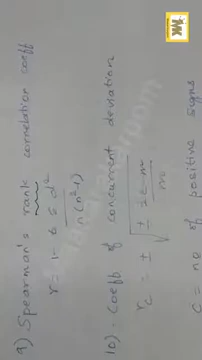 9) Spearman's rank correlation coeff
r = 1 - 6 Σ d²
n(n²-1)
10). Coeff of concurrent deviation
r_c = ± √ ± 2c-m
m
c = no of positive signs
MK